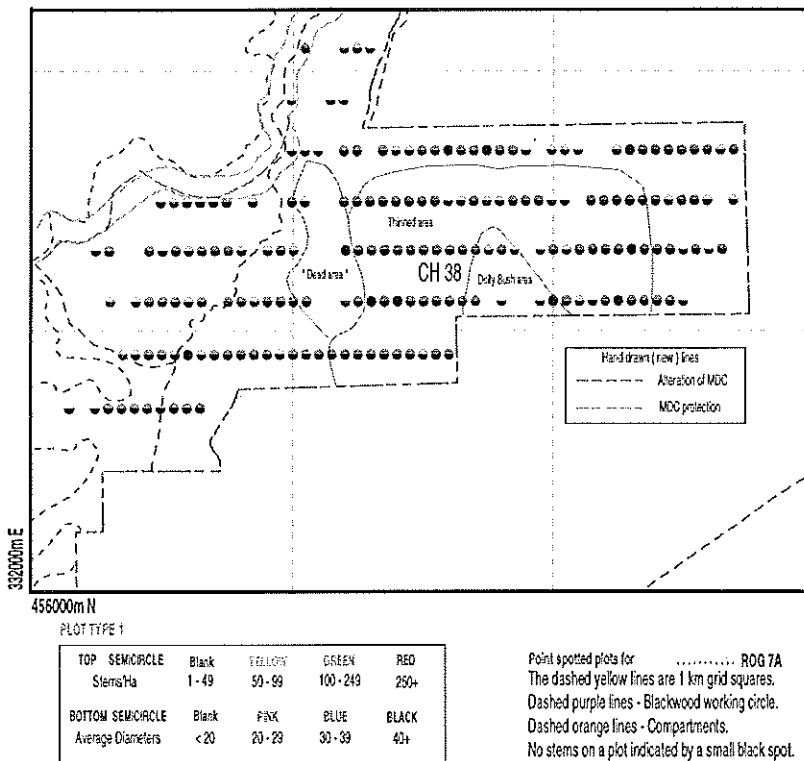 Thinned area
CH 38
" Dead area "
Dolly Bush area
Hand drawn ( new ) lines
Alteration of MDC
MDC protection
332000m E
456000m N
PLOT TYPE 1
TOP SEMICIRCLE Blank YELLOW GREEN RED
Stems/Ha 1 - 49 50 - 99 100 - 249 250+
BOTTOM SEMICIRCLE Blank PINK BLUE BLACK
Average Diameters < 20 20 - 29 30 - 39 40+
Point spotted plots for ............ ROG 7A
The dashed yellow lines are 1 km grid squares.
Dashed purple lines - Blackwood working circle.
Dashed orange lines - Compartments.
No stems on a plot indicated by a small black spot.